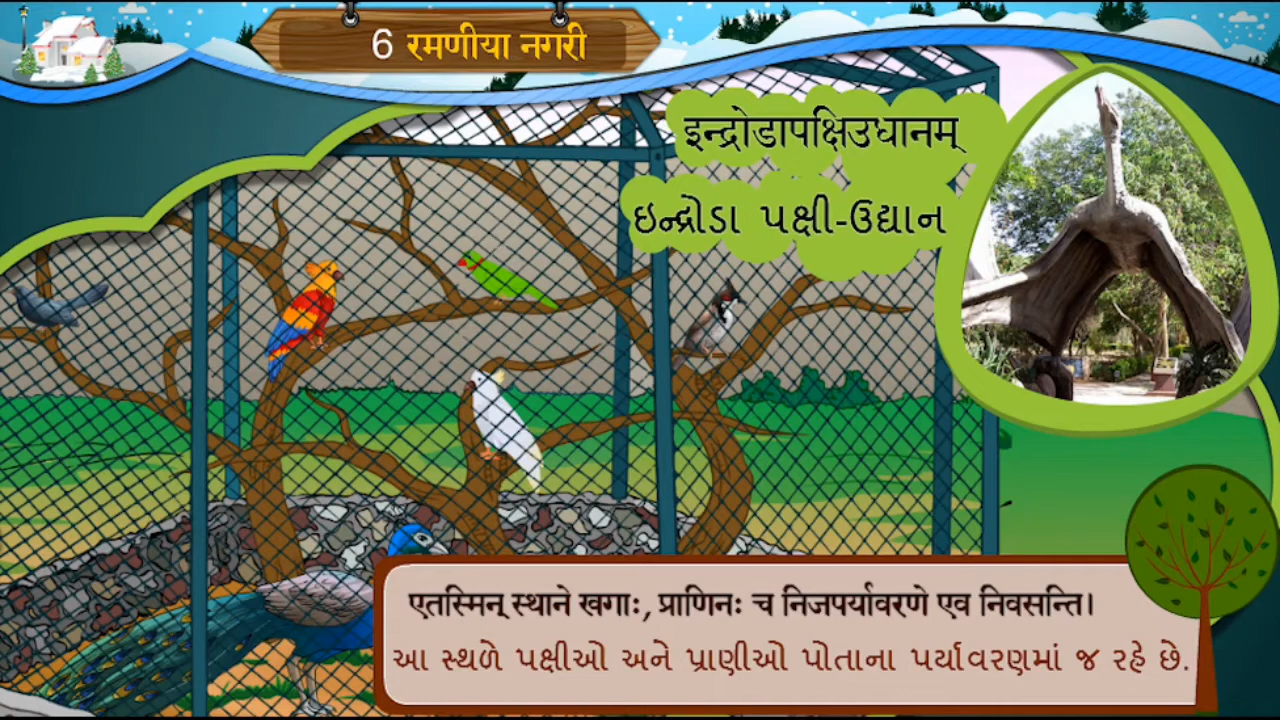 6 रमणीया नगरी
इन्द्रोडापक्षिउधानम्
ઇન્દ્રોડા પક્ષી-ઉદ્યાન
एतस्मिन् स्थाने खगाः, प्राणिनः च निजपर्यावरणे एव निवसन्ति।
આ સ્થળે પક્ષીઓ અને પ્રાણીઓ પોતાના પર્યાવરણમાં જ રહે છે.